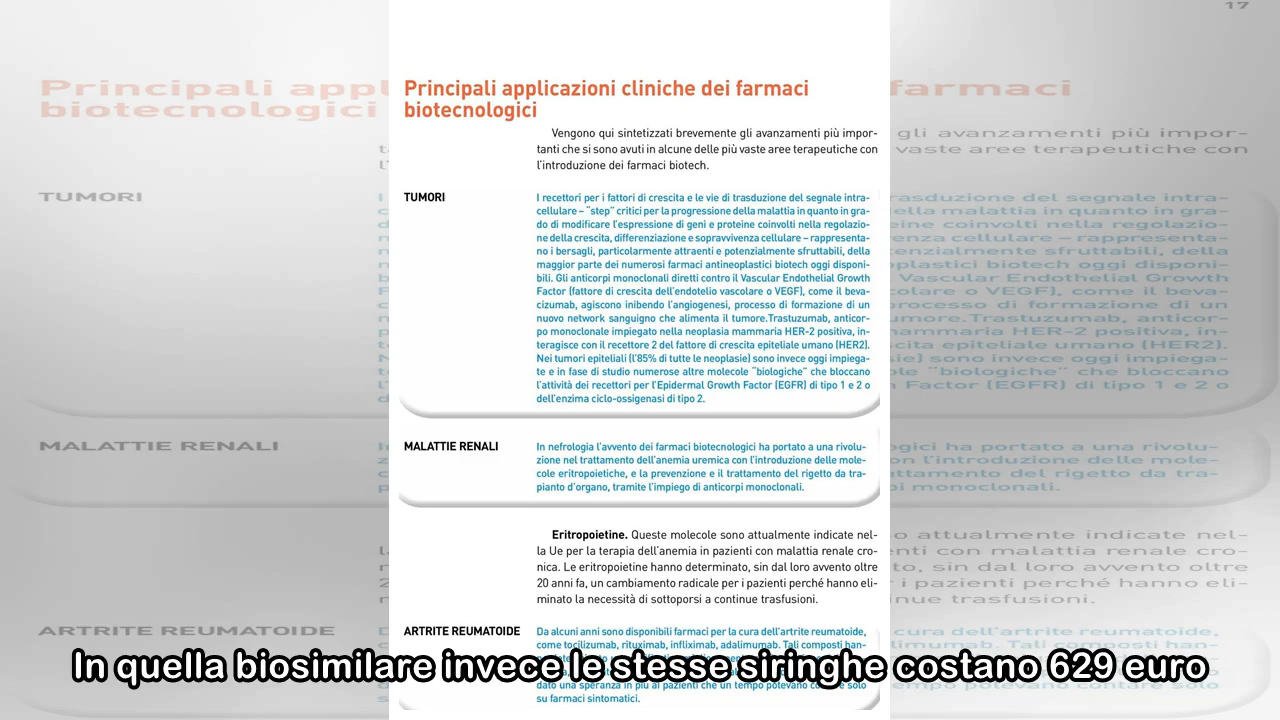 17
Principali applicazioni cliniche dei farmaci
biotecnologici
Vengono qui sintetizzati brevemente gli avanzamenti più impor-
tanti che si sono avuti in alcune delle più vaste aree terapeutiche con
l'introduzione dei farmaci biotech.
TUMORI
I recettori per i fattori di crescita e le vie di trasduzione del segnale intra-
cellulare – "step" critici per la progressione della malattia in quanto in gra-
do di modificare l'espressione di geni e proteine coinvolti nella regolazio-
ne della crescita, differenziazione e sopravvivenza cellulare – rappresenta-
no i bersagli, particolarmente attraenti e potenzialmente sfruttabili, della
maggior parte dei numerosi farmaci antineoplastici biotech oggi disponi-
bili. Gli anticorpi monoclonali diretti contro il Vascular Endothelial Growth
Factor (fattore di crescita dell'endotelio vascolare o VEGF), come il beva-
cizumab, agiscono inibendo l'angiogenesi, processo di formazione di un
nuovo network sanguigno che alimenta il tumore.Trastuzumab, anticor-
po monoclonale impiegato nella neoplasia mammaria HER-2 positiva, in-
teragisce con il recettore 2 del fattore di crescita epiteliale umano (HER2).
Nei tumori epiteliali (l'85% di tutte le neoplasie) sono invece oggi impiega-
te e in fase di studio numerose altre molecole "biologiche" che bloccano
l'attività dei recettori per l'Epidermal Growth Factor (EGFR) di tipo 1 e 2 o
dell'enzima ciclo-ossigenasi di tipo 2.
MALATTIE RENALI
In nefrologia l'avvento dei farmaci biotecnologici ha portato a una rivolu-
zione nel trattamento dell'anemia uremica con l'introduzione delle mole-
cole eritropoietiche, e la prevenzione e il trattamento del rigetto da tra-
pianto d'organo, tramite l'impiego di anticorpi monoclonali.
Eritropoietine. Queste molecole sono attualmente indicate nel-
la Ue per la terapia dell'anemia in pazienti con malattia renale cro-
nica. Le eritropoietine hanno determinato, sin dal loro avvento oltre
20 anni fa, un cambiamento radicale per i pazienti perché hanno eli-
minato la necessità di sottoporsi a continue trasfusioni.
ARTRITE REUMATOIDE
Da alcuni anni sono disponibili farmaci per la cura dell'artrite reumatoide,
come tocilizumab, rituximab, infliximab, adalimumab. Tali composti han-
In quella biosimilare invece le stesse siringhe costano 629 euro
dato una speranza in più ai pazienti che un tempo potevano contare solo
su farmaci sintomatici.